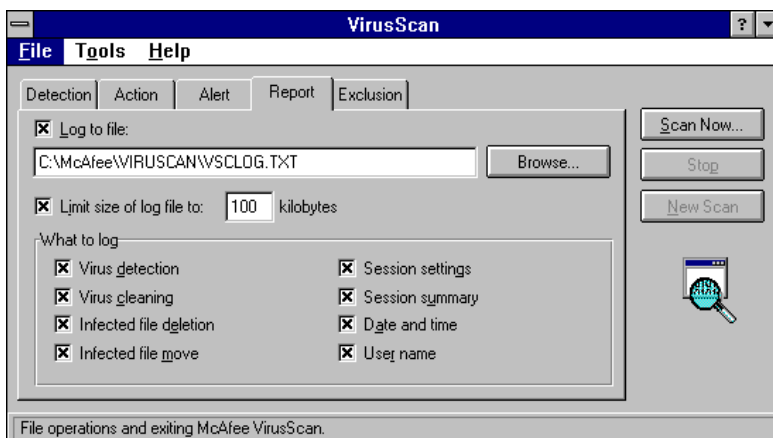 VirusScan ?
File Tools Help
Detection Action Alert Report Exclusion
Log to file:
C:\McAfee\VIRUSCAN\VSCLOG.TXT Browse...
Limit size of log file to: 100 kilobytes
What to log
Virus detection Session settings
Virus cleaning Session summary
Infected file deletion Date and time
Infected file move User name
Scan Now...
Stop
New Scan
File operations and exiting McAfee VirusScan.